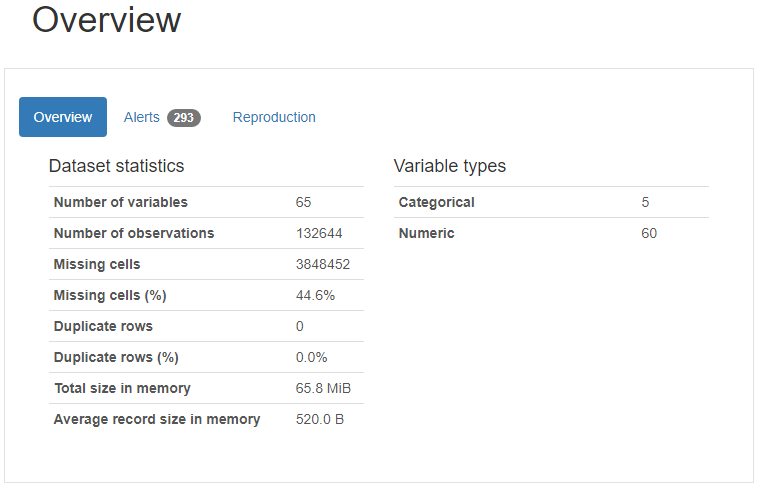 Overview
Overview Alerts 293 Reproduction
Dataset statistics
Number of variables 65
Number of observations 132644
Missing cells 3848452
Missing cells (%) 44.6%
Duplicate rows 0
Duplicate rows (%) 0.0%
Total size in memory 65.8 MiB
Average record size in memory 520.0 B
Variable types
Categorical 5
Numeric 60